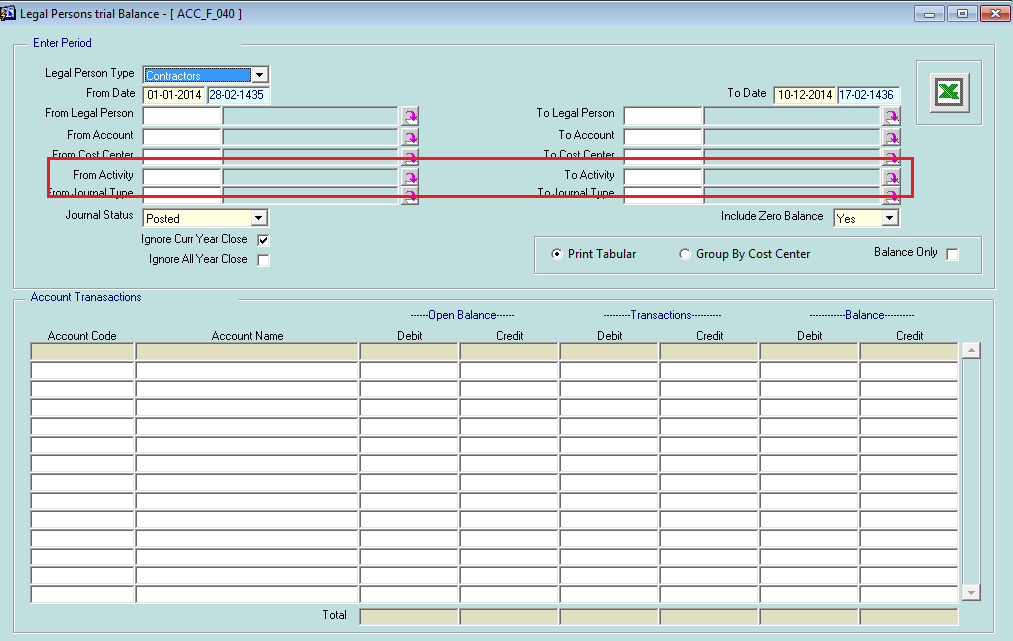 Legal Persons trial Balance - [ ACC_F_040 ]
Enter Period
Legal Person Type Contractors
From Date 01-01-2014 28-02-1435 To Date 10-12-2014 17-02-1436
From Legal Person To Legal Person
From Account To Account
From Cost Center To Cost Center
From Activity To Activity
From Journal Type To Journal Type
Journal Status Posted Include Zero Balance Yes
Ignore Curr Year Close
Ignore All Year Close
Print Tabular Group By Cost Center Balance Only
Account Tranasactions
------Open Balance------ ---------Transactions---------- ------------Balance----------
Account Code Account Name Debit Credit Debit Credit Debit Credit
Total